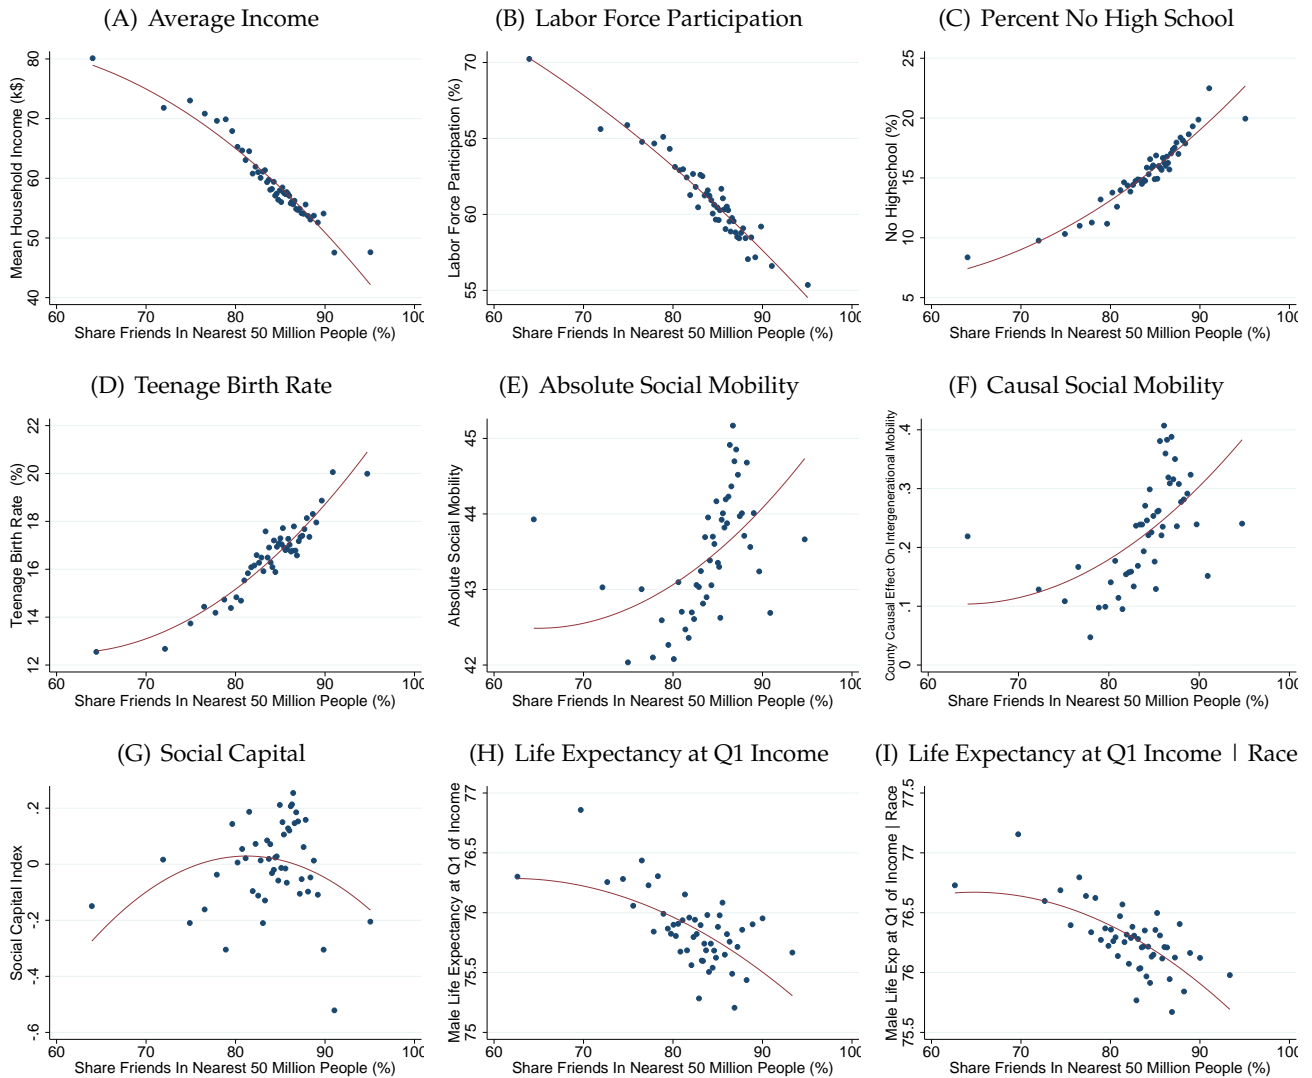 (A) Average Income
(B) Labor Force Participation
(C) Percent No High School
Mean Household Income (k$)
80
70
60
50
40
60 70 80 90 100
Share Friends In Nearest 50 Million People (%)
Labor Force Participation (%)
70
65
60
55
60 70 80 90 100
Share Friends In Nearest 50 Million People (%)
No Highschool (%)
25
20
15
10
5
60 70 80 90 100
Share Friends In Nearest 50 Million People (%)
(D) Teenage Birth Rate
(E) Absolute Social Mobility
(F) Causal Social Mobility
Teenage Birth Rate (%)
22
20
18
16
14
12
60 70 80 90 100
Share Friends In Nearest 50 Million People (%)
Absolute Social Mobility
45
44
43
42
60 70 80 90 100
Share Friends In Nearest 50 Million People (%)
County Causal Effect On Intergenerational Mobility
.4
.3
.2
.1
0
60 70 80 90 100
Share Friends In Nearest 50 Million People (%)
(G) Social Capital
(H) Life Expectancy at Q1 Income
(I) Life Expectancy at Q1 Income | Race
Social Capital Index
.2
0
-.2
-.4
-.6
60 70 80 90 100
Share Friends In Nearest 50 Million People (%)
Male Life Expectancy at Q1 of Income
77
76.5
76
75.5
75
60 70 80 90 100
Share Friends In Nearest 50 Million People (%)
Male Life Exp at Q1 of Income | Race
77.5
77
76.5
76
75.5
60 70 80 90 100
Share Friends In Nearest 50 Million People (%)